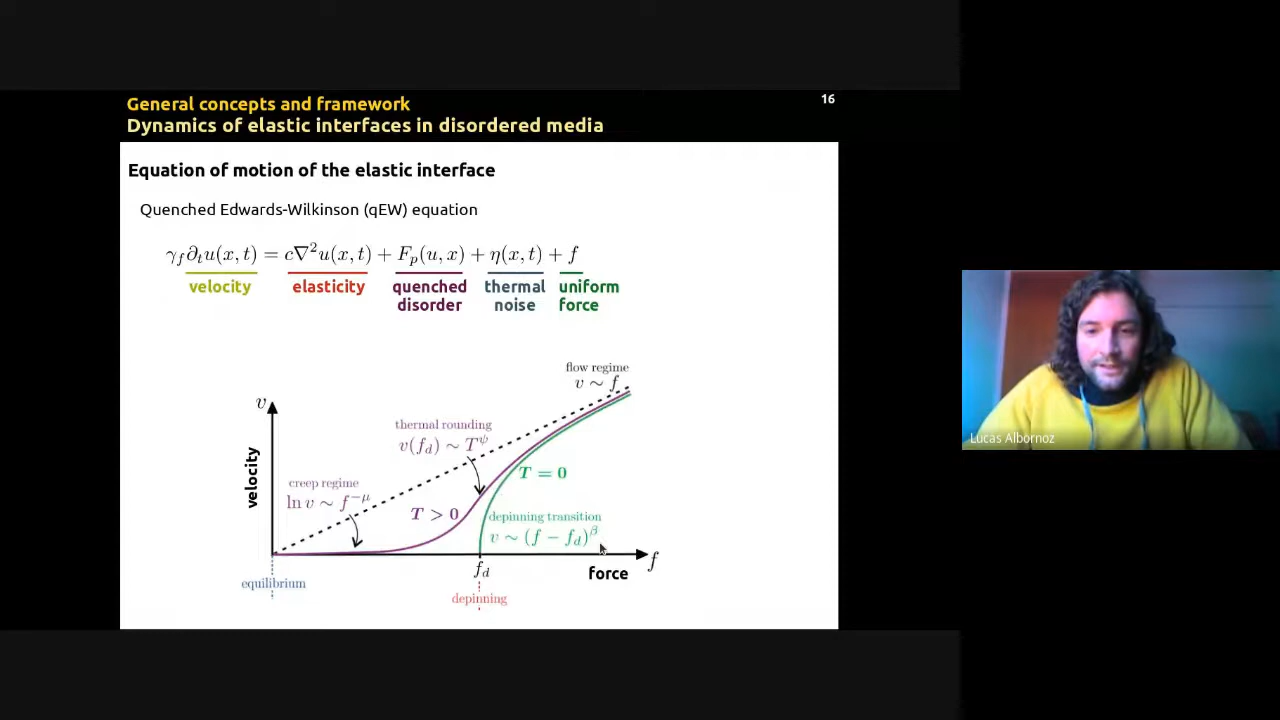 General concepts and framework
16
Dynamics of elastic interfaces in disordered media
Equation of motion of the elastic interface
Quenched Edwards-Wilkinson (qEW) equation
γ_f ∂_t u(x, t) = c∇²u(x, t) + F_p(u, x) + η(x, t) + f
velocity elasticity quenched disorder thermal noise uniform force
flow regime
v ∼ f
v
thermal rounding
v(f_d) ∼ T^ψ
velocity
T = 0
creep regime
ln v ∼ f^{−μ}
T > 0
depinning transition
v ∼ (f − f_d)^β
f_d
f
force
equilibrium
depinning
Lucas Albornoz